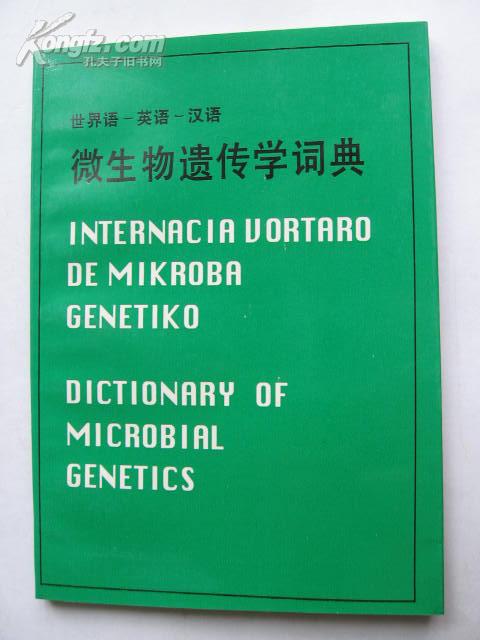 Kongfz.com
孔夫子旧书网
世界语－英语－汉语
微生物遗传学词典
INTERNACIA VORTARO
DE MIKROBA
GENETIKO
DICTIONARY OF
MICROBIAL
GENETICS